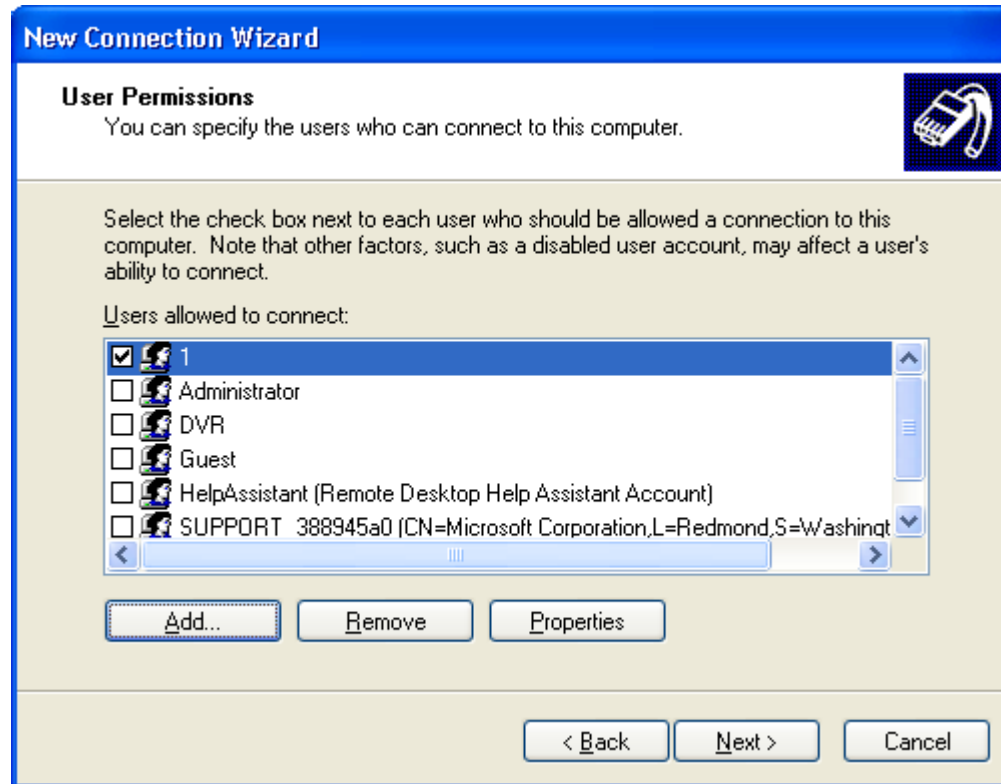 New Connection Wizard
User Permissions
You can specify the users who can connect to this computer.
Select the check box next to each user who should be allowed a connection to this
computer. Note that other factors, such as a disabled user account, may affect a user's
ability to connect.
Users allowed to connect:
1
Administrator
DVR
Guest
HelpAssistant (Remote Desktop Help Assistant Account)
SUPPORT_388945a0 (CN=Microsoft Corporation,L=Redmond,S=Washingt
Add... Remove Properties
< Back Next > Cancel